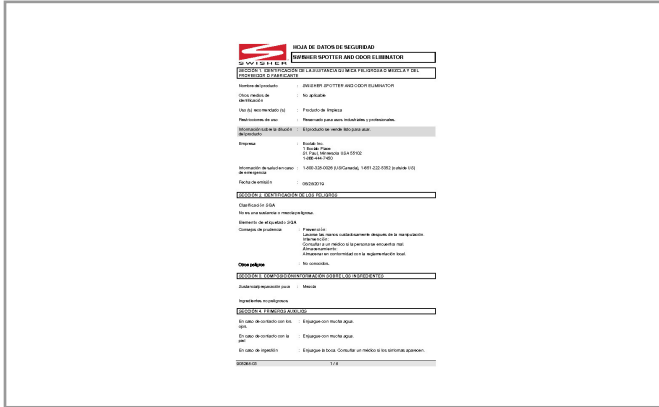 HOJA DE DATOS DE SEGURIDAD
SWISHER SPOTTER AND ODOR ELIMINATOR
SWISHER
SECCIÓN 1. IDENTIFICACIÓN DE LA SUSTANCIA QUÍMICA PELIGROSA O MEZCLA Y DEL
PROVEEDOR O FABRICANTE
Nombre del producto : SWISHER SPOTTER AND ODOR ELIMINATOR
Otros medios de : No aplicable
identificación
Uso(s) recomendado(s) : Producto de limpieza
Restricciones de uso : Reservado para usos industriales y profesionales.
Información sobre la dilución : El producto se vende listo para usar.
del producto
Empresa : Ecolab Inc.
1 Ecolab Place
St. Paul, Minnesota USA 55102
1-866-444-7450
Información de salud en caso : 1-800-328-0026 (US/Canada), 1-651-222-5352 (outside US)
de emergencia
Fecha de emisión : 06/28/2019
SECCIÓN 2. IDENTIFICACIÓN DE LOS PELIGROS
Clasificación SGA
No es una sustancia o mezcla peligrosa.
Elemento de etiquetado SGA
Consejos de prudencia : Prevención:
Lavarse las manos cuidadosamente después de la manipulación.
Intervención:
Consultar a un médico si la persona se encuentra mal.
Almacenamiento:
Almacenar en conformidad con la reglamentación local.
Otros peligros : No conocidos.
SECCIÓN 3. COMPOSICIÓN/INFORMACIÓN SOBRE LOS INGREDIENTES
Sustancia/preparación pura : Mezcla
Ingredientes no peligrosos
SECCIÓN 4. PRIMEROS AUXILIOS
En caso de contacto con los : Enjuague con mucha agua.
ojos.
En caso de contacto con la : Enjuague con mucha agua.
piel
En caso de ingestión : Enjuague la boca. Consultar un médico si los síntomas aparecen.
1 / 8